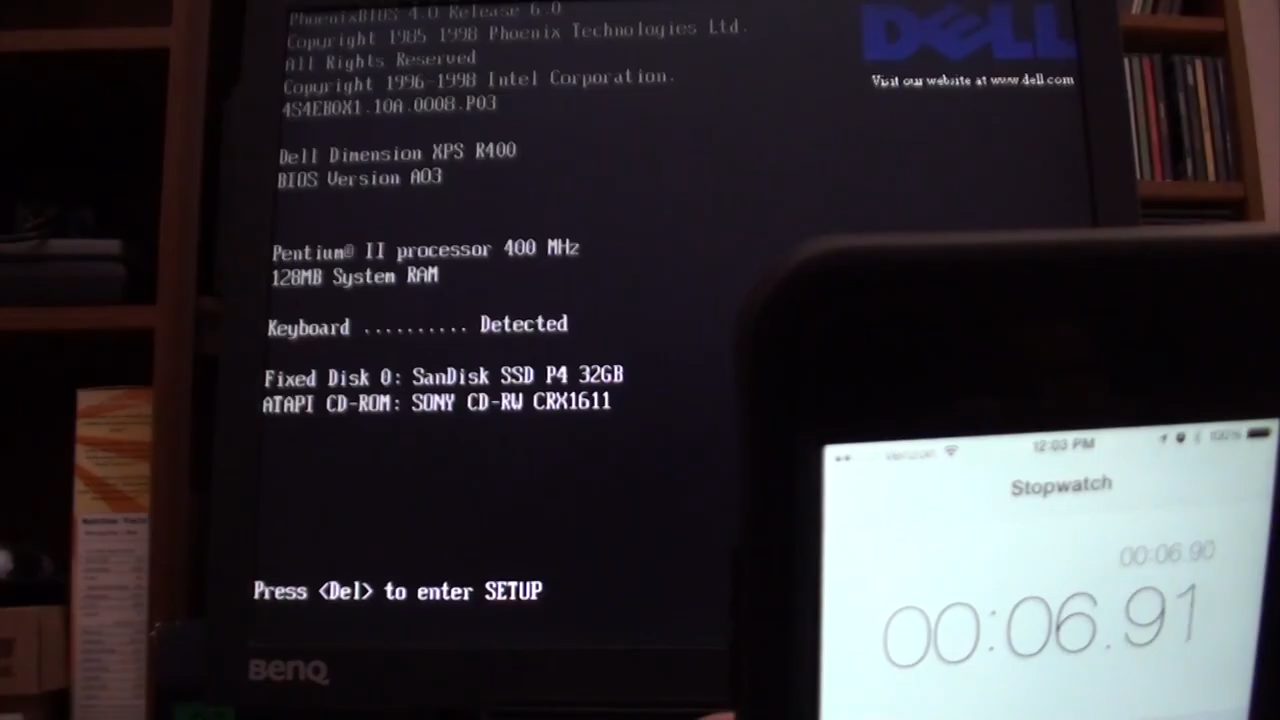 PhoenixBIOS 4.0 Release 6.0
Copyright 1985-1998 Phoenix Technologies Ltd.
All Rights Reserved
Copyright 1996-1998 Intel Corporation.
4S4EB0X1.10A.0008.P03
DELL
Visit our website at www.dell.com
Dell Dimension XPS R400
BIOS Version A03
Pentium® II processor 400 MHz
128MB System RAM
Keyboard .......... Detected
Fixed Disk 0: SanDisk SSD P4 32GB
ATAPI CD-ROM: SONY CD-RW CRX1611
Press <Del> to enter SETUP
BenQ
Verizon 12:03 PM 100%
Stopwatch
00:06.90
00:06.91
Nutrition Facts